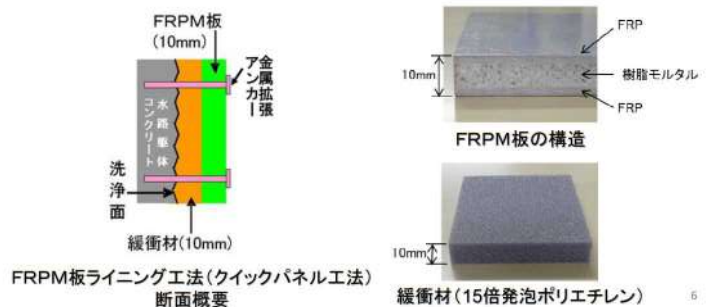 FRPM板
(10mm)
金属拡張
アンカー
水路躯体
コンクリート
洗浄面
緩衝材(10mm)
FRPM板ライニング工法(クイックパネル工法)
断面概要
FRP
10mm
樹脂モルタル
FRP
FRPM板の構造
10mm
緩衝材(15倍発泡ポリエチレン)
6